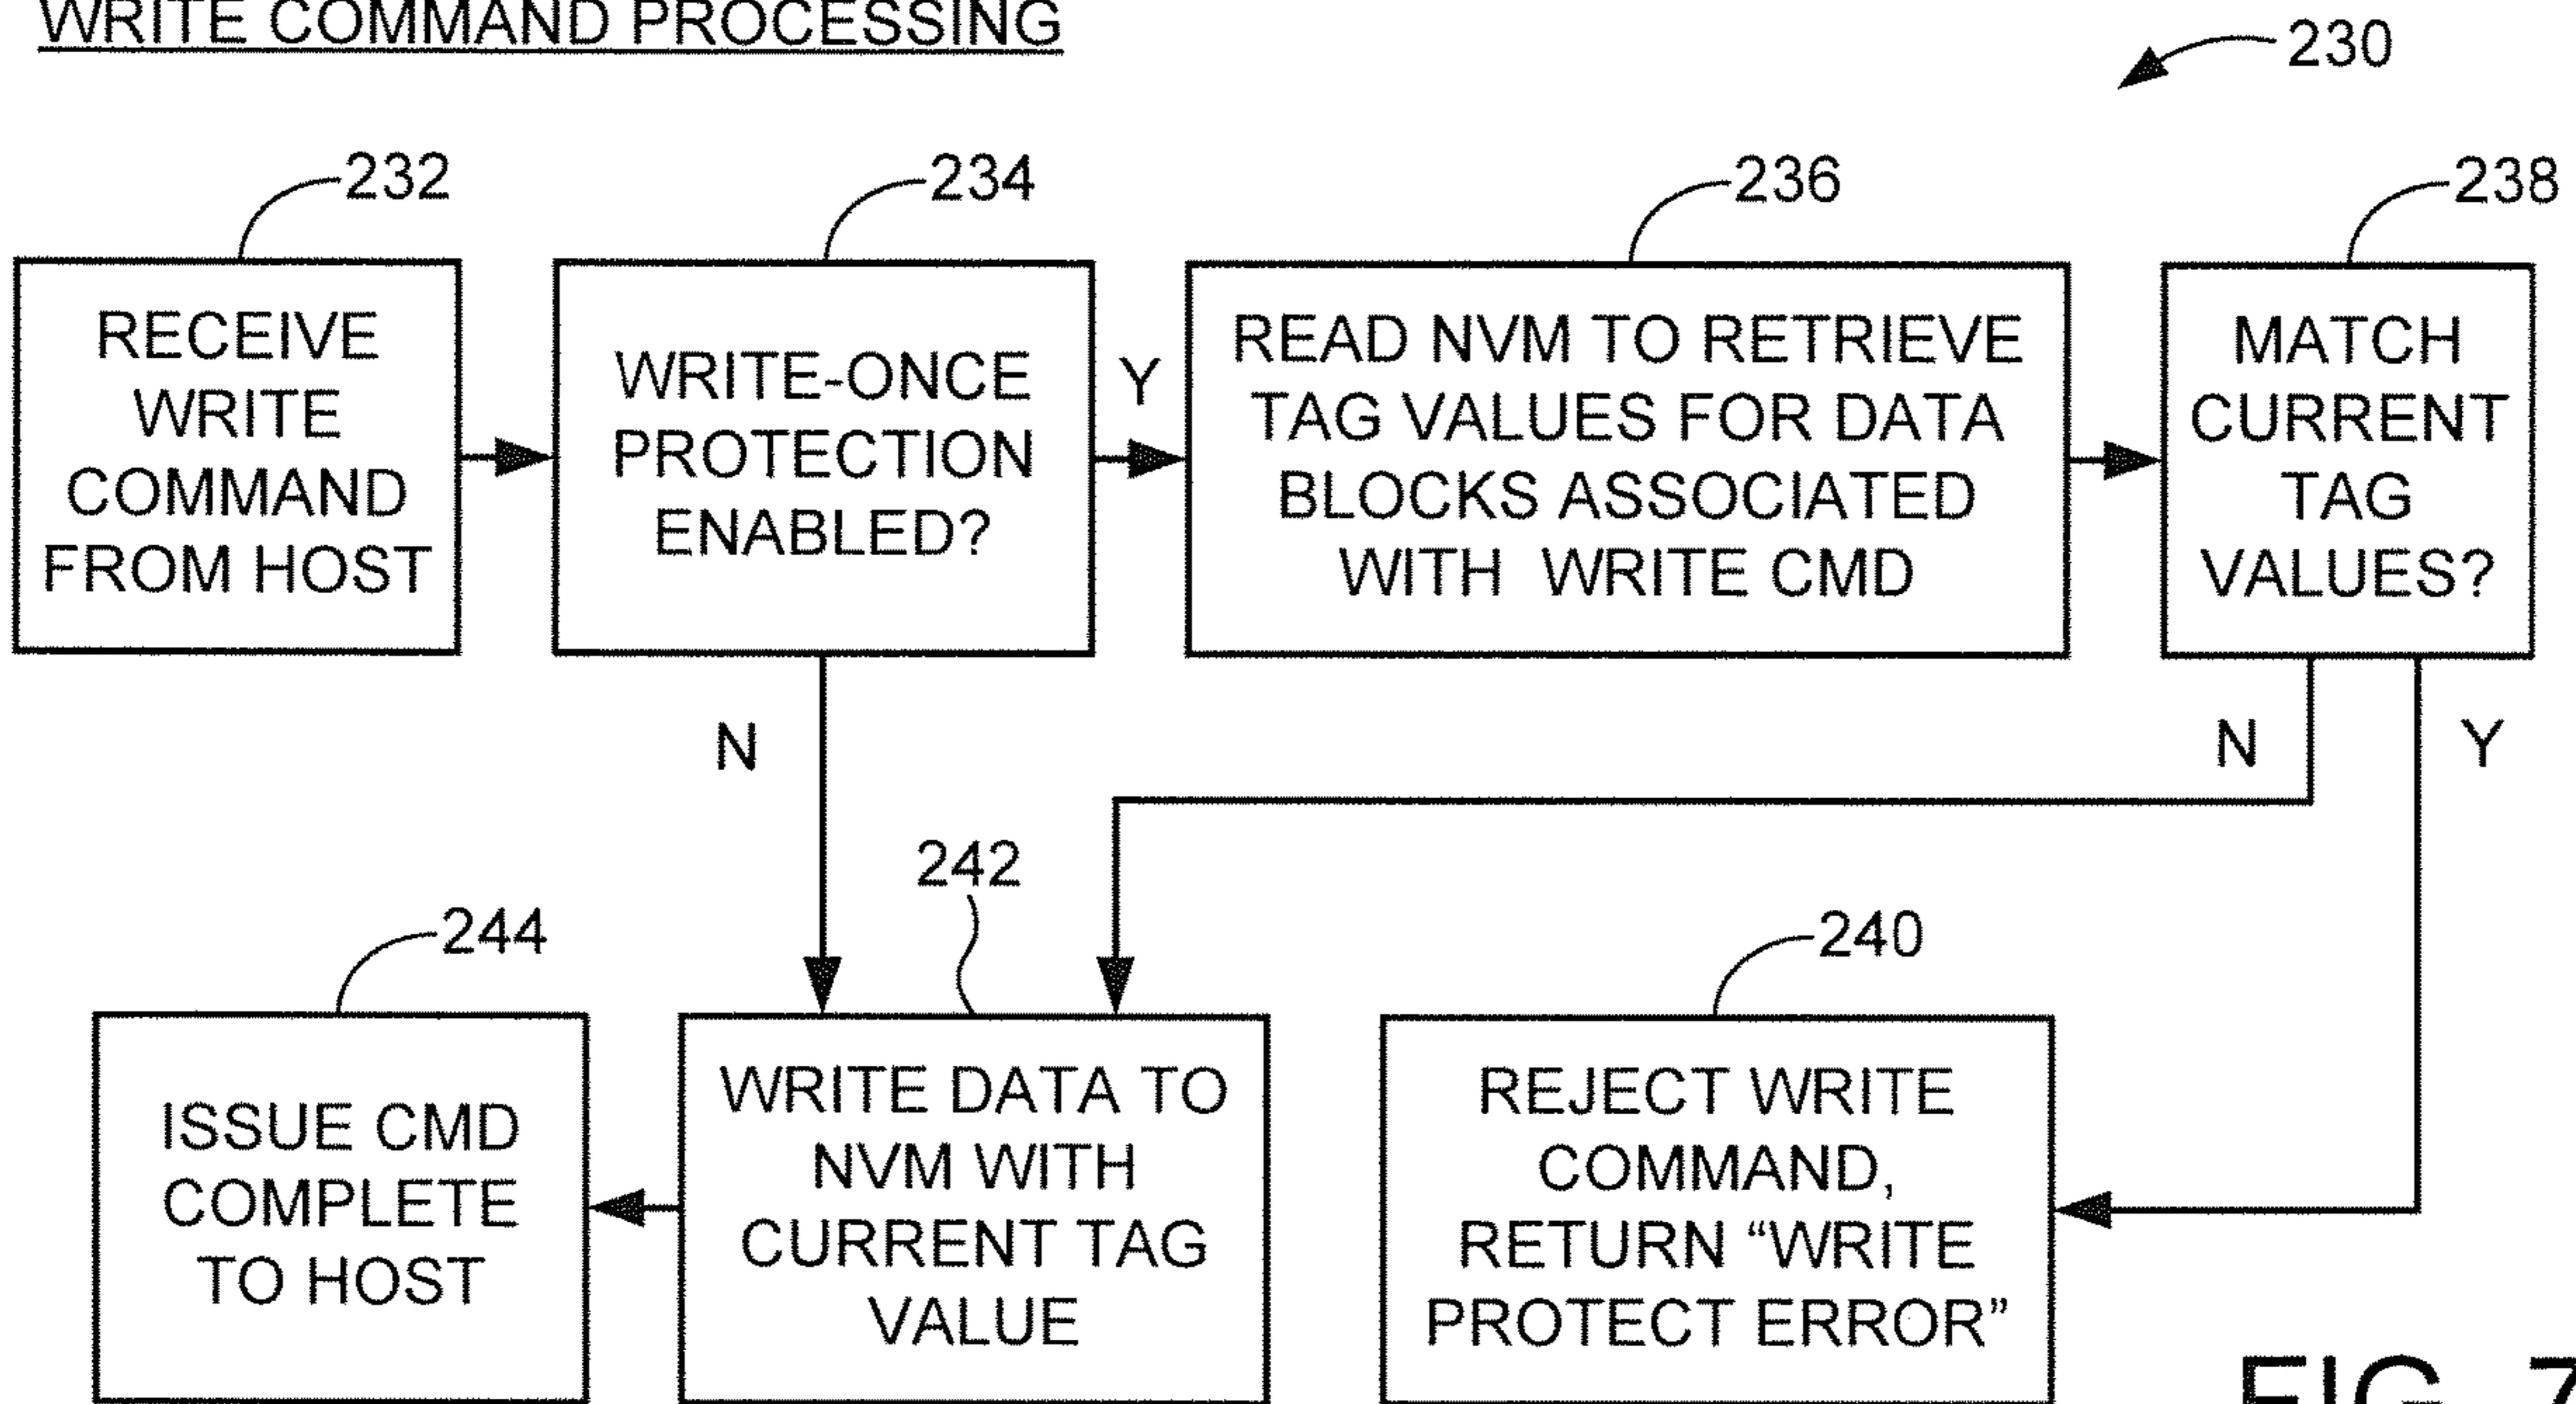 WRITE COMMAND PROCESSING
230
232
234
236
238
RECEIVE
WRITE
COMMAND
FROM HOST
WRITE-ONCE
PROTECTION
ENABLED?
Y
READ NVM TO RETRIEVE
TAG VALUES FOR DATA
BLOCKS ASSOCIATED
WITH WRITE CMD
MATCH
CURRENT
TAG
VALUES?
N
N
Y
244
242
240
ISSUE CMD
COMPLETE
TO HOST
WRITE DATA TO
NVM WITH
CURRENT TAG
VALUE
REJECT WRITE
COMMAND,
RETURN “WRITE
PROTECT ERROR”
FIG. 7